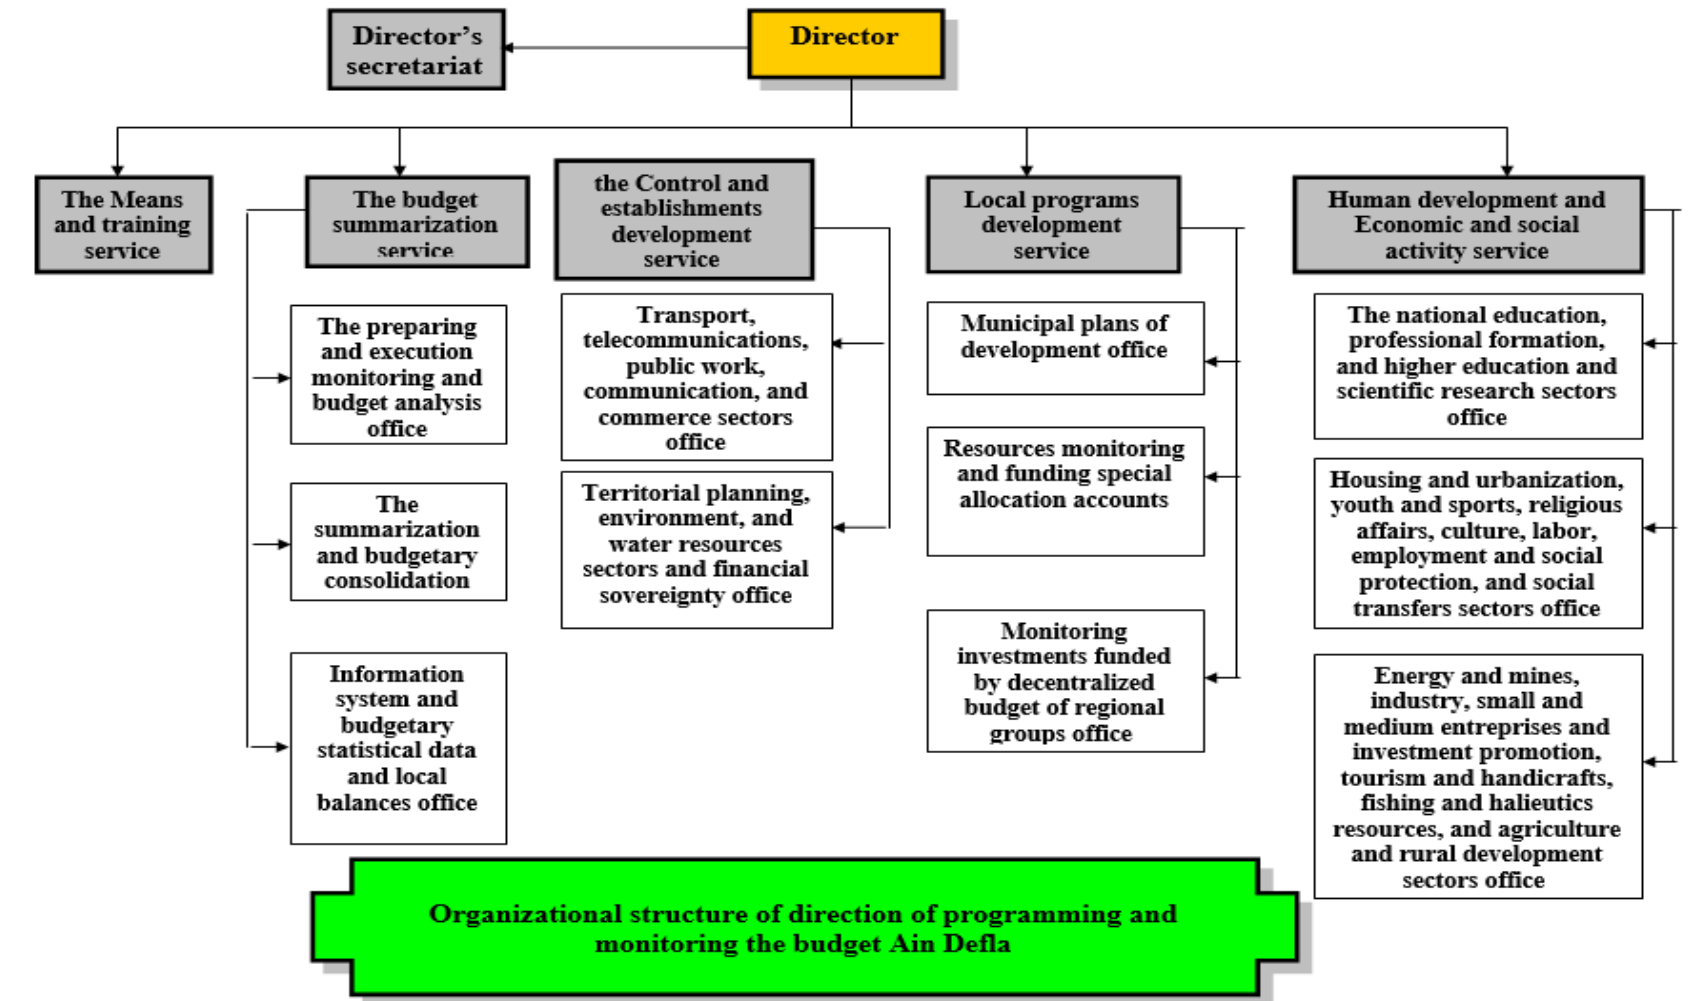 Director's
secretariat
Director
The Means
and training
service
The budget
summarization
service
the Control and
establishments
development
service
Local programs
development
service
Human development and
Economic and social
activity service
The preparing
and execution
monitoring and
budget analysis
office
The
summarization
and budgetary
consolidation
Information
system and
budgetary
statistical data
and local
balances office
Transport,
telecommunications,
public work,
communication, and
commerce sectors
office
Territorial planning,
environment, and
water resources
sectors and financial
sovereignty office
Municipal plans of
development office
Resources monitoring
and funding special
allocation accounts
Monitoring
investments funded
by decentralized
budget of regional
groups office
The national education,
professional formation,
and higher education and
scientific research sectors
office
Housing and urbanization,
youth and sports, religious
affairs, culture, labor,
employment and social
protection, and social
transfers sectors office
Energy and mines,
industry, small and
medium entreprises and
investment promotion,
tourism and handicrafts,
fishing and halieutics
resources, and agriculture
and rural development
sectors office
Organizational structure of direction of programming and
monitoring the budget Ain Defla